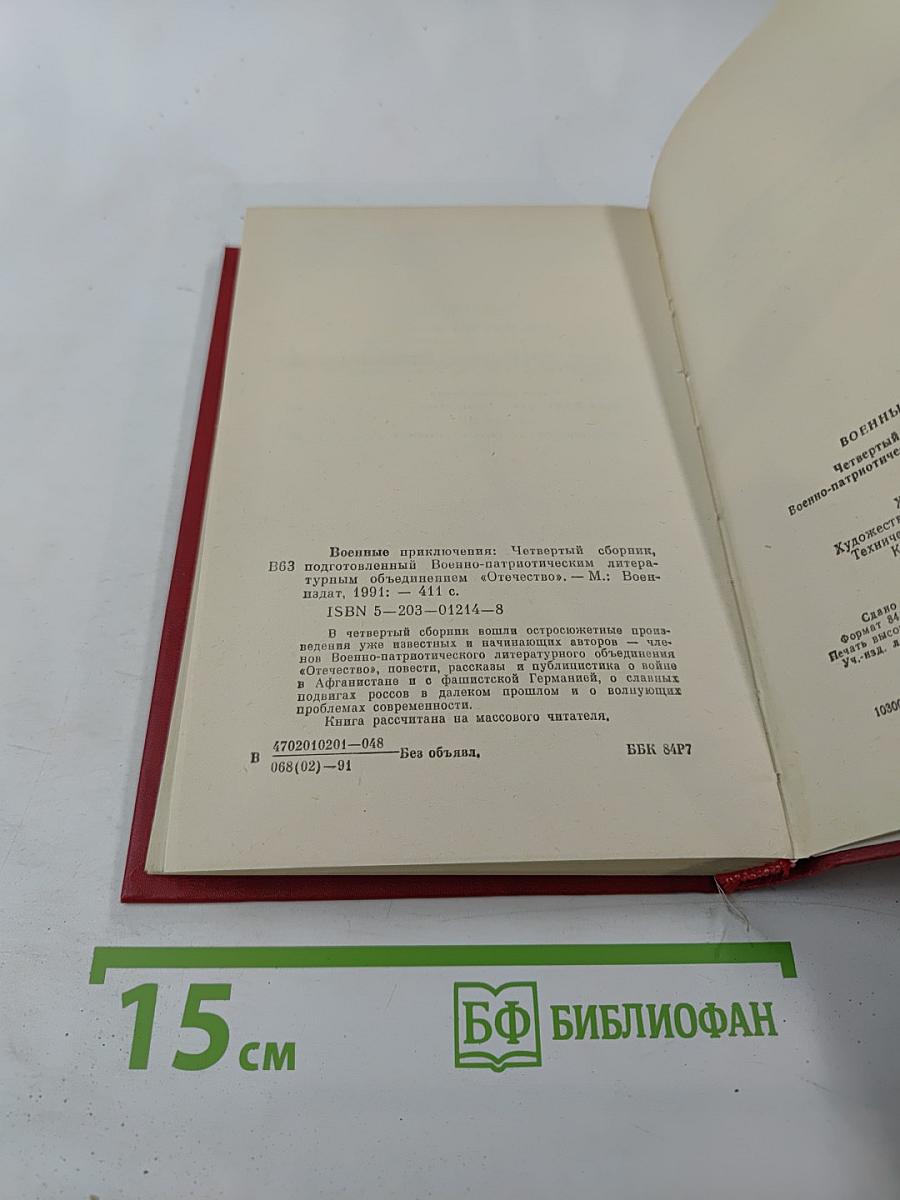 Военные приключения: Четвертый сборник,
В63 подготовленный Военно-патриотическим литера-
турным объединением «Отечество». — М.: Воен-
издат, 1991: — 411 с.
ISBN 5—203—01214—8
В четвертый сборник вошли остросюжетные произ-
ведения уже известных и начинающих авторов — чле-
нов Военно-патриотического литературного объединения
«Отечество», повести, рассказы и публицистика о войне
в Афганистане и с фашистской Германией, о славных
подвигах россов в далеком прошлом и о волнующих
проблемах современности.
Книга рассчитана на массового читателя.
В 4702010201—048
068(02)—91
Без объявл.
ББК 84Р7
ВОЕННЫ
Четвертый
Военно-патриотиче
Художеств
Техниче
Сдано
Формат 84
Печать высо
Уч.-изд. л
10300
15 см
БФ БИБЛИОФАН